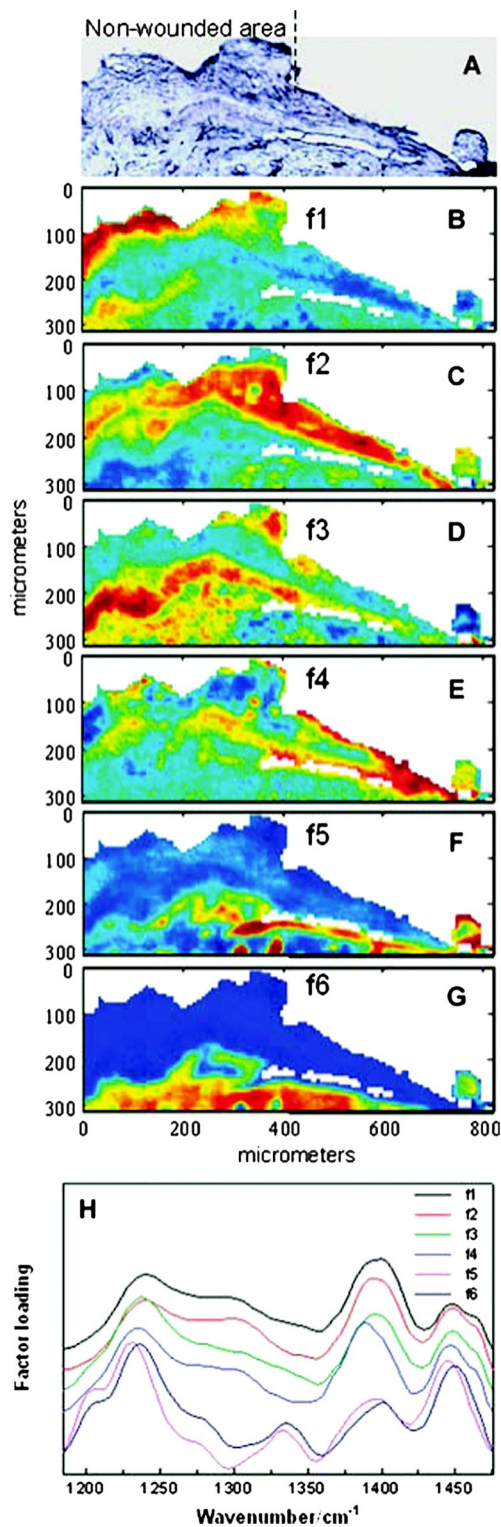 Non-wounded area
A
0
100
200
300
f1
B
0
100
200
300
f2
C
0
100
200
300
f3
D
micrometers
0
100
200
300
f4
E
0
100
200
300
f5
F
0
100
200
300
f6
G
0 200 400 600 800
micrometers
H
f1
f2
f3
f4
f5
f6
Factor loading
1200 1250 1300 1350 1400 1450
Wavenumber/cm-1